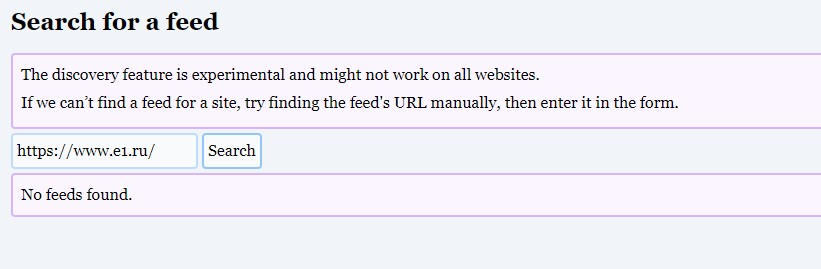 Search for a feed
The discovery feature is experimental and might not work on all websites.
If we can’t find a feed for a site, try finding the feed's URL manually, then enter it in the form.
https://www.e1.ru/ Search
No feeds found.